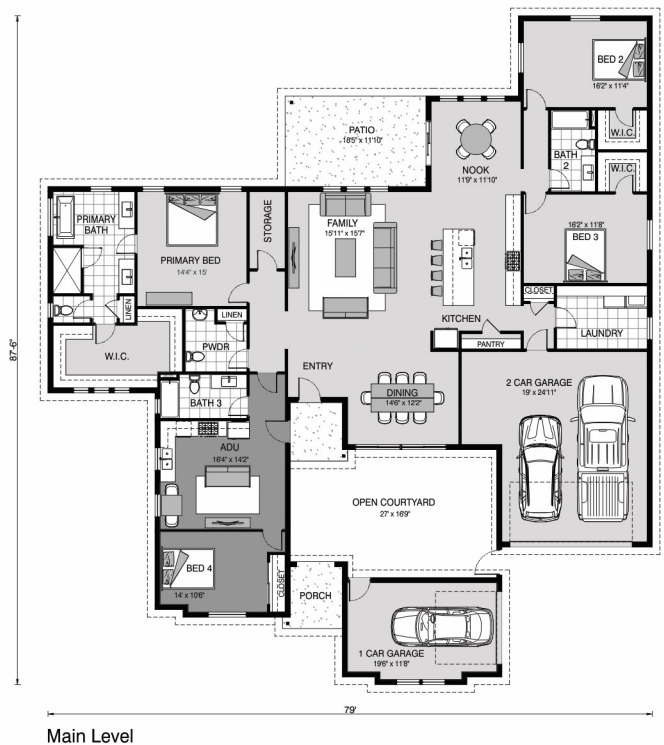 BED 2
16'2" x 11'4"
W.I.C.
BATH
2
W.I.C.
PATIO
18'5" x 11'10"
NOOK
11'9" x 11'10"
PRIMARY
BATH
STORAGE
FAMILY
15'11" x 15'7"
16'2" x 11'8"
BED 3
PRIMARY BED
14'4" x 15'
CLOSET
LINEN
LINEN
KITCHEN
LAUNDRY
PWDR
PANTRY
W.I.C.
87'-6"
ENTRY
2 CAR GARAGE
19' x 24'11"
DINING
14'6" x 12'2"
BATH 3
ADU
16'4" x 14'2"
OPEN COURTYARD
27' x 16'9"
BED 4
14' x 10'6"
CLOSET
PORCH
1 CAR GARAGE
19'6" x 11'8"
79'
Main Level